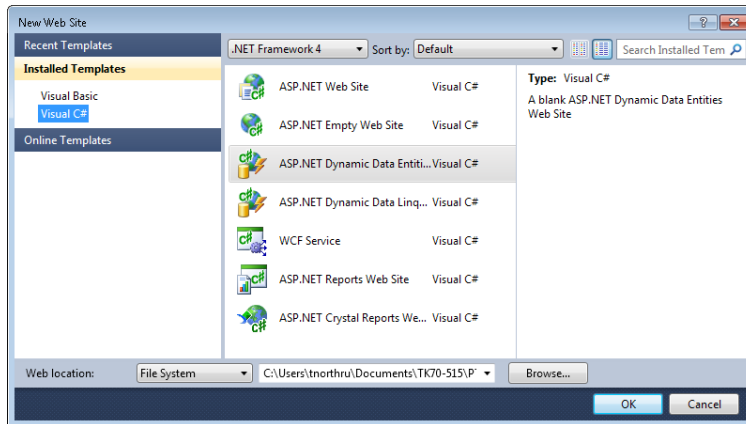 New Web Site
Recent Templates
Installed Templates
Visual Basic
Visual C#
Online Templates
.NET Framework 4
Sort by: Default
Search Installed Tem
ASP.NET Web Site Visual C#
ASP.NET Empty Web Site Visual C#
ASP.NET Dynamic Data Entiti... Visual C#
ASP.NET Dynamic Data Linq... Visual C#
WCF Service Visual C#
ASP.NET Reports Web Site Visual C#
ASP.NET Crystal Reports We... Visual C#
Type: Visual C#
A blank ASP.NET Dynamic Data Entities
Web Site
Web location: File System C:\Users\tnorthru\Documents\TK70-515\P Browse...
OK Cancel